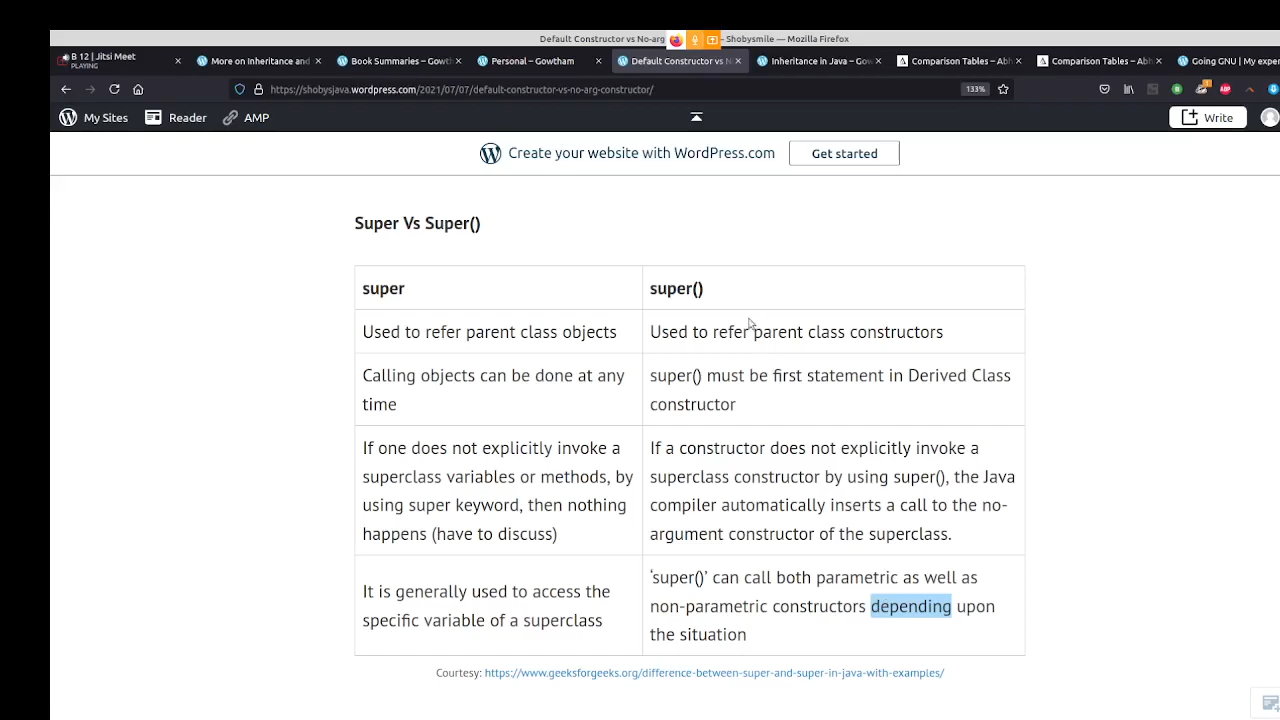 Default Constructor vs No-arg - Shobysmile — Mozilla Firefox
B 12 | Jitsi Meet
PLAYING
More on Inheritance and
Book Summaries – Gowth
Personal – Gowtham
Default Constructor vs N
Inheritance in Java – Gow
Comparison Tables – Abh
Comparison Tables – Abh
Going GNU | My exper
https://shobysjava.wordpress.com/2021/07/07/default-constructor-vs-no-arg-constructor/
133%
My Sites
Reader
AMP
Write
Create your website with WordPress.com
Get started
Super Vs Super()
super
super()
Used to refer parent class objects
Used to refer parent class constructors
Calling objects can be done at any
time
super() must be first statement in Derived Class
constructor
If one does not explicitly invoke a
superclass variables or methods, by
using super keyword, then nothing
happens (have to discuss)
If a constructor does not explicitly invoke a
superclass constructor by using super(), the Java
compiler automatically inserts a call to the no-
argument constructor of the superclass.
It is generally used to access the
specific variable of a superclass
‘super()’ can call both parametric as well as
non-parametric constructors depending upon
the situation
Courtesy: https://www.geeksforgeeks.org/difference-between-super-and-super-in-java-with-examples/